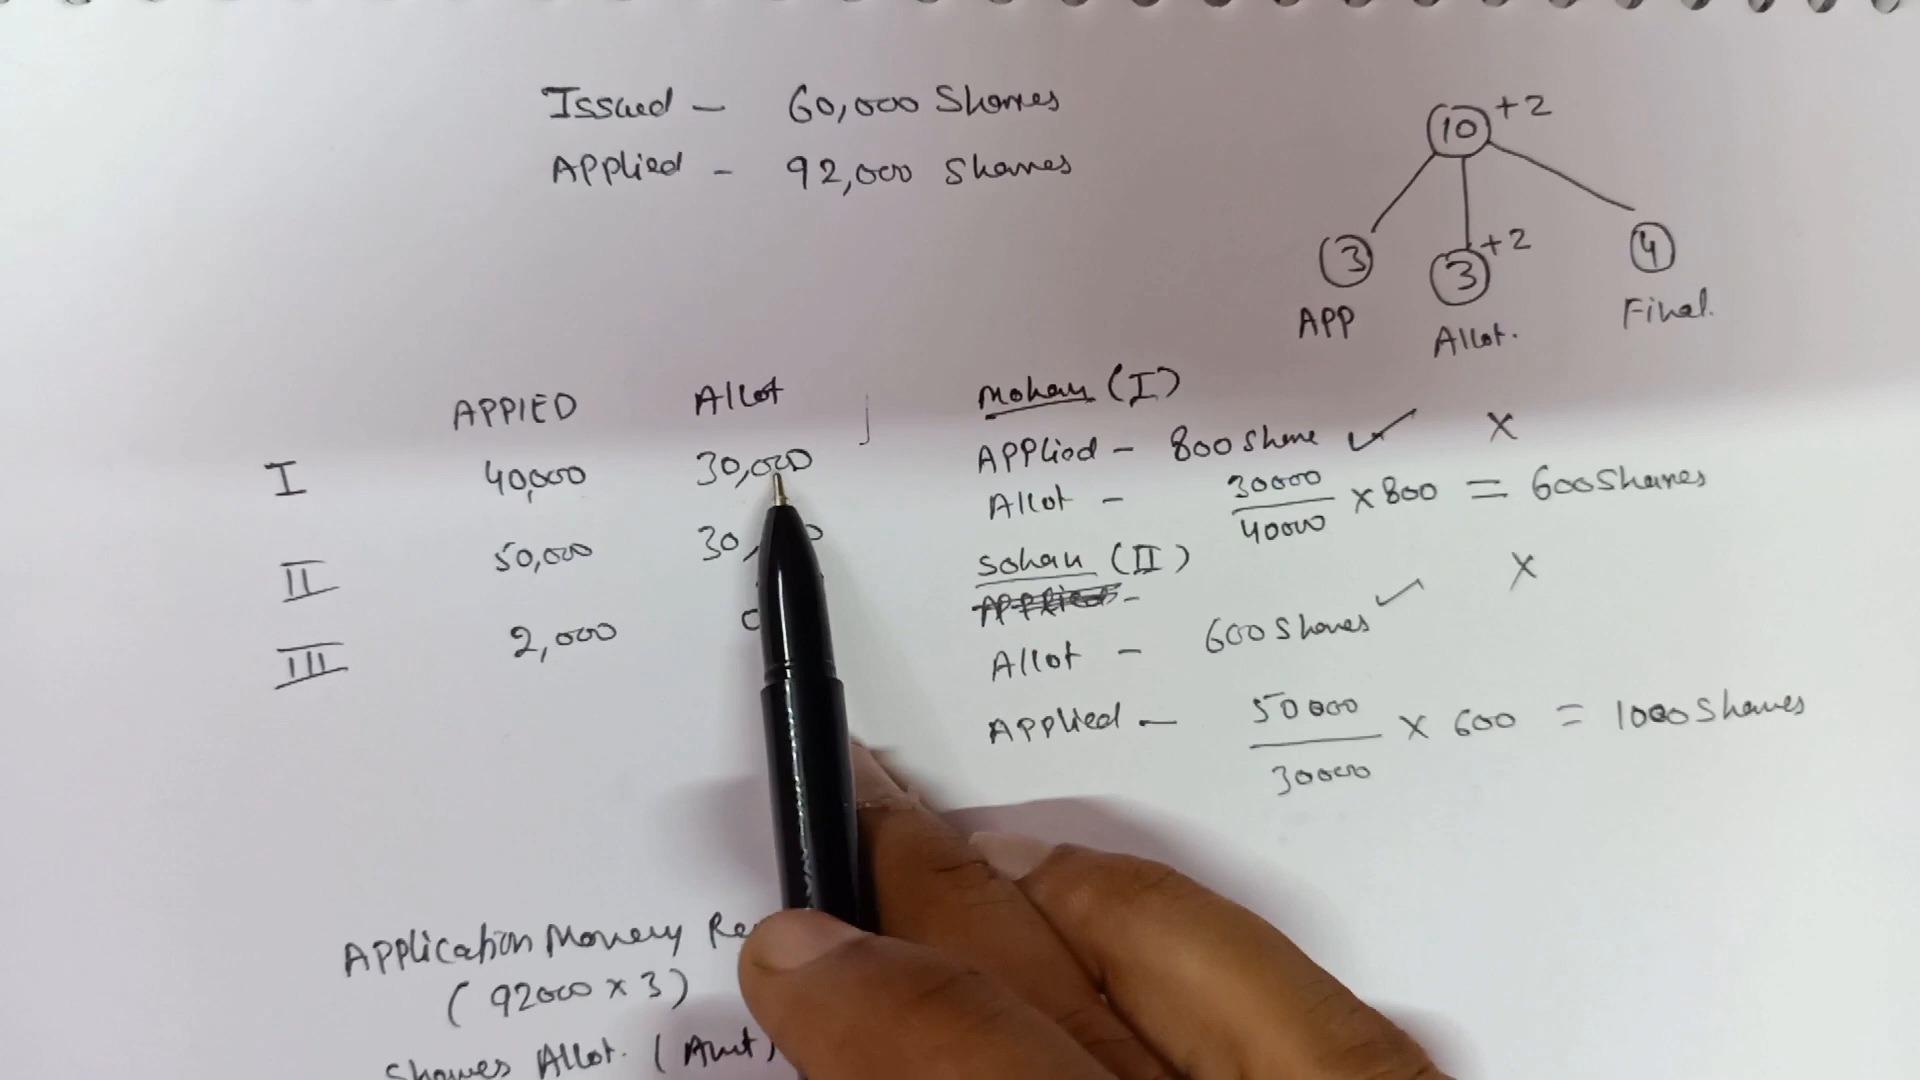 Issued - 60,000 Shares
Applied - 92,000 Shares
10 +2
3
3 +2
4
APP
Allot.
Final.
APPIED Allot
I 40,000 30,000
II 50,000 30,
III 2,000
Mohan (I)
APPlied - 800 Share ✓ X
Allot - 30000/40000 × 800 = 600 Shares
Sohan (II)
Allot - 600 Shares ✓ X
APPlied - 50000/30000 × 600 = 1000 Shares
APPlication Money
(92000 × 3)
Shares Allot. (Amt)